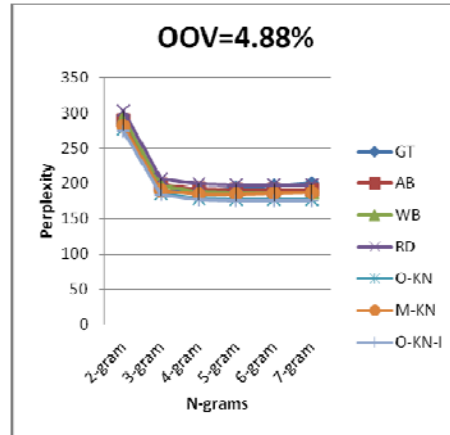 OOV=4.88%
350
300
250
200
150
100
50
0
Perplexity
2-gram
3-gram
4-gram
5-gram
6-gram
7-gram
N-grams
GT
AB
WB
RD
O-KN
M-KN
O-KN-I